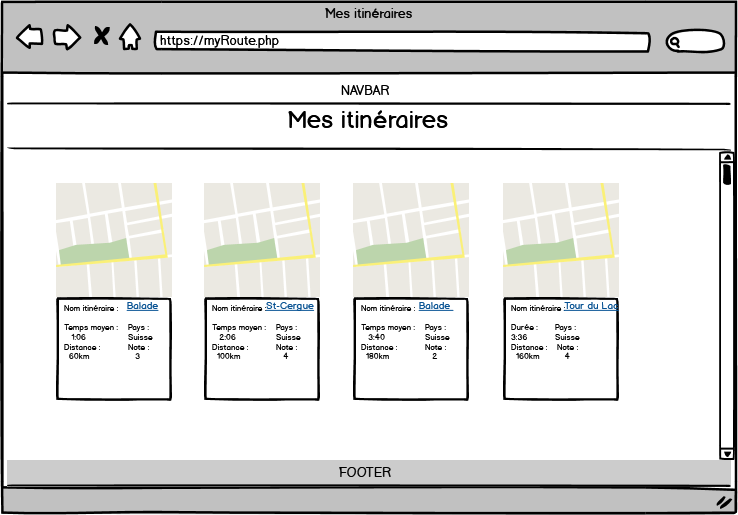 Mes itinéraires
https://myRoute.php
NAVBAR
Mes itinéraires
Nom itinéraire : Balade
Temps moyen : Pays :
1:06 Suisse
Distance : Note :
60km 3
Nom itinéraire : St-Cergue
Temps moyen : Pays :
2:06 Suisse
Distance : Note :
100km 4
Nom itinéraire : Balade
Temps moyen : Pays :
3:40 Suisse
Distance : Note :
180km 2
Nom itinéraire : Tour du Lac
Durée : Pays :
3:36 Suisse
Distance : Note :
160km 4
FOOTER